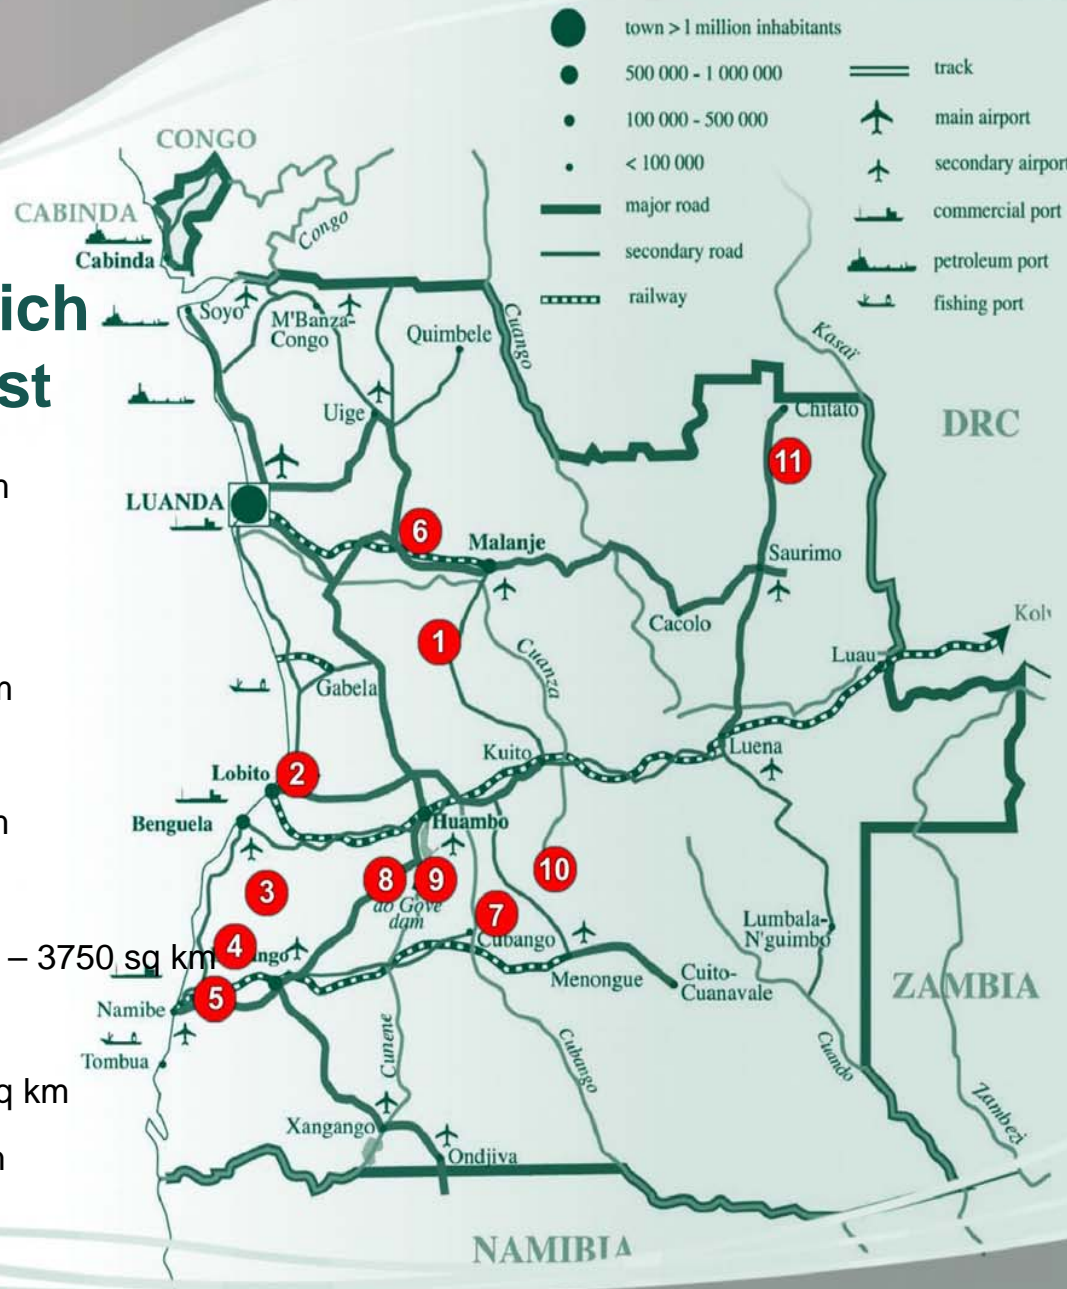 town > 1 million inhabitants
500 000 - 1 000 000
100 000 - 500 000
< 100 000
major road
secondary road
railway
track
main airport
secondary airport
commercial port
petroleum port
fishing port
CONGO
CABINDA
Cabinda
Congo
Soyo
M'Banza-
Congo
Quimbele
Cuango
Kasaï
ich
st
Uige
Chitato
DRC
11
n
LUANDA
6
Malanje
Saurimo
1
Cacolo
Cuanza
Luau
n
Gabela
Kuito
Luena
Lobito
2
n
Benguela
Huambo
3
8
9
10
do Gove
dam
7
Cubango
Lumbala-
N'guimbo
4
ngo
– 3750 sq km
Menongue
Cuito-
Cuanavale
ZAMBIA
5
Namibe
Tombua
Cunene
Cubango
Cuando
Zambezi
q km
Xangango
Ondjiva
n
NAMIBIA